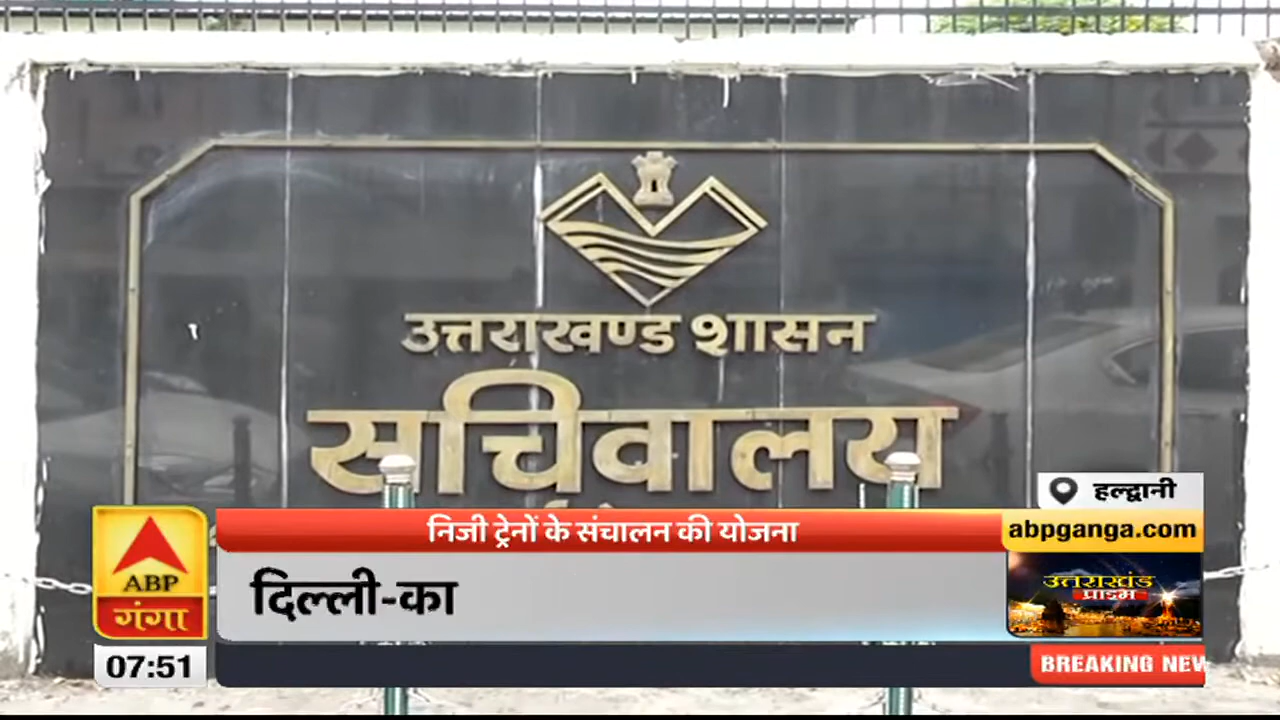 उत्तराखण्ड शासन
सचिवालय
हल्द्वानी
निजी ट्रेनों के संचालन की योजना
abpganga.com
ABP
गंगा
दिल्ली-का
उत्तराखंड
प्राइम
07:51
BREAKING NEW